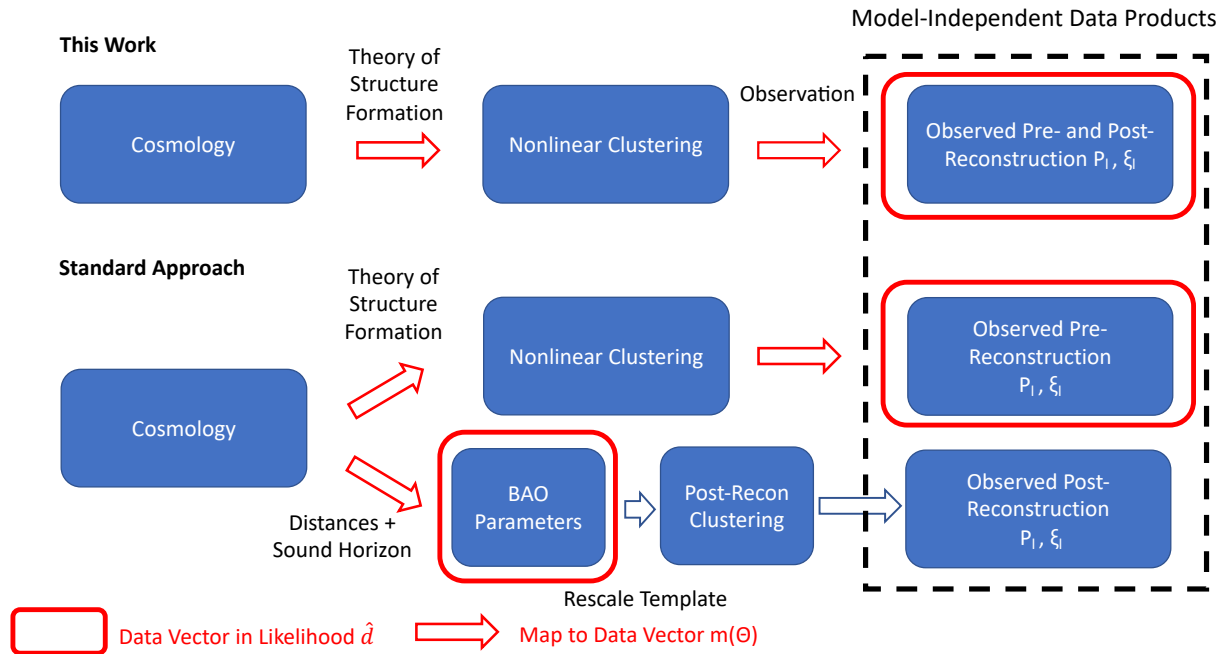 Model-Independent Data Products
This Work
Theory of
Structure
Formation
Observation
Cosmology
Nonlinear Clustering
Observed Pre- and Post-
Reconstruction Pl , ξl
Standard Approach
Theory of
Structure
Formation
Nonlinear Clustering
Observed Pre-
Reconstruction
Pl , ξl
Cosmology
Distances +
Sound Horizon
BAO
Parameters
Post-Recon
Clustering
Observed Post-
Reconstruction
Pl , ξl
Rescale Template
Data Vector in Likelihood d̂
Map to Data Vector m(Θ)